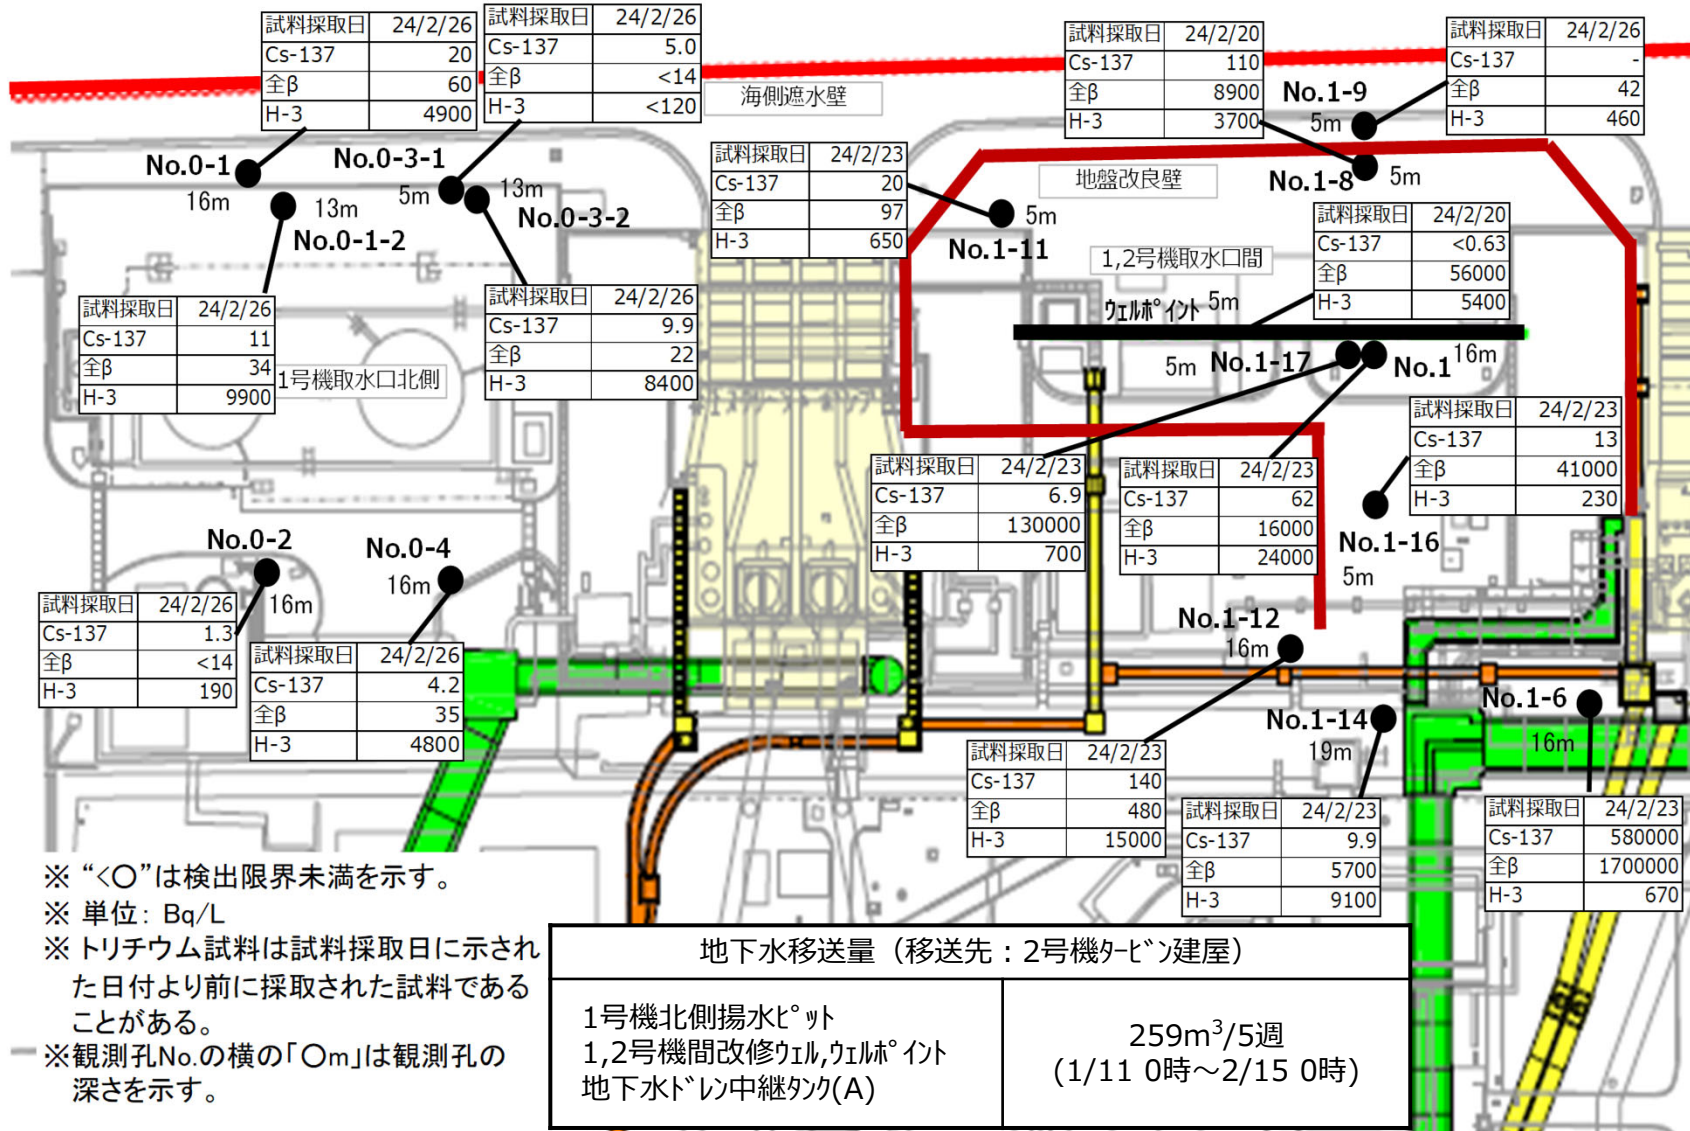 試料採取日 24/2/26
Cs-137 20
全β 60
H-3 4900
試料採取日 24/2/26
Cs-137 5.0
全β <14
H-3 <120
海側遮水壁
試料採取日 24/2/20
Cs-137 110
全β 8900
H-3 3700
No.1-9
5m
試料採取日 24/2/26
Cs-137 -
全β 42
H-3 460
No.0-1
16m
No.0-3-1
5m
13m
No.0-3-2
13m
No.0-1-2
試料採取日 24/2/23
Cs-137 20
全β 97
H-3 650
5m
No.1-11
地盤改良壁
No.1-8
5m
1,2号機取水口間
試料採取日 24/2/20
Cs-137 <0.63
全β 56000
H-3 5400
試料採取日 24/2/26
Cs-137 11
全β 34
H-3 9900
1号機取水口北側
試料採取日 24/2/26
Cs-137 9.9
全β 22
H-3 8400
ウェルポイント 5m
5m No.1-17
No.1 16m
試料採取日 24/2/23
Cs-137 6.9
全β 130000
H-3 700
試料採取日 24/2/23
Cs-137 62
全β 16000
H-3 24000
試料採取日 24/2/23
Cs-137 13
全β 41000
H-3 230
No.1-16
5m
No.0-2
16m
No.0-4
16m
試料採取日 24/2/26
Cs-137 1.3
全β <14
H-3 190
試料採取日 24/2/26
Cs-137 4.2
全β 35
H-3 4800
No.1-12
16m
No.1-14
19m
No.1-6
16m
試料採取日 24/2/23
Cs-137 140
全β 480
H-3 15000
試料採取日 24/2/23
Cs-137 9.9
全β 5700
H-3 9100
試料採取日 24/2/23
Cs-137 580000
全β 1700000
H-3 670
※ “<〇”は検出限界未満を示す。
※ 単位: Bq/L
※ トリチウム試料は試料採取日に示され
た日付より前に採取された試料である
ことがある。
※観測孔No.の横の「〇m」は観測孔の
深さを示す。
地下水移送量（移送先：2号機タービン建屋）
1号機北側揚水ピット
1,2号機間改修ウェル,ウェルポイント
地下水ドレン中継タンク(A)
259m³/5週
(1/11 0時～2/15 0時)